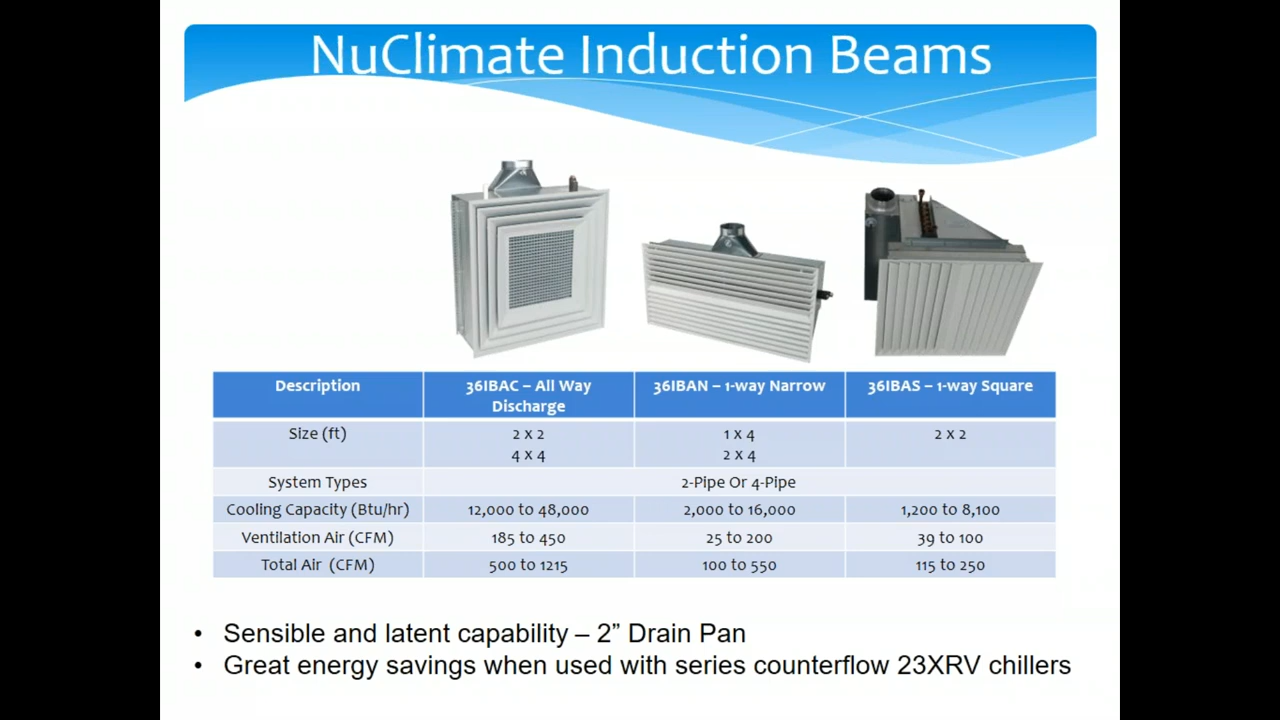 NuClimate Induction Beams
Description 36IBAC – All Way Discharge 36IBAN – 1-way Narrow 36IBAS – 1-way Square
Size (ft) 2 x 2 4 x 4 1 x 4 2 x 4 2 x 2
System Types 2-Pipe Or 4-Pipe
Cooling Capacity (Btu/hr) 12,000 to 48,000 2,000 to 16,000 1,200 to 8,100
Ventilation Air (CFM) 185 to 450 25 to 200 39 to 100
Total Air (CFM) 500 to 1215 100 to 550 115 to 250
• Sensible and latent capability – 2” Drain Pan
• Great energy savings when used with series counterflow 23XRV chillers